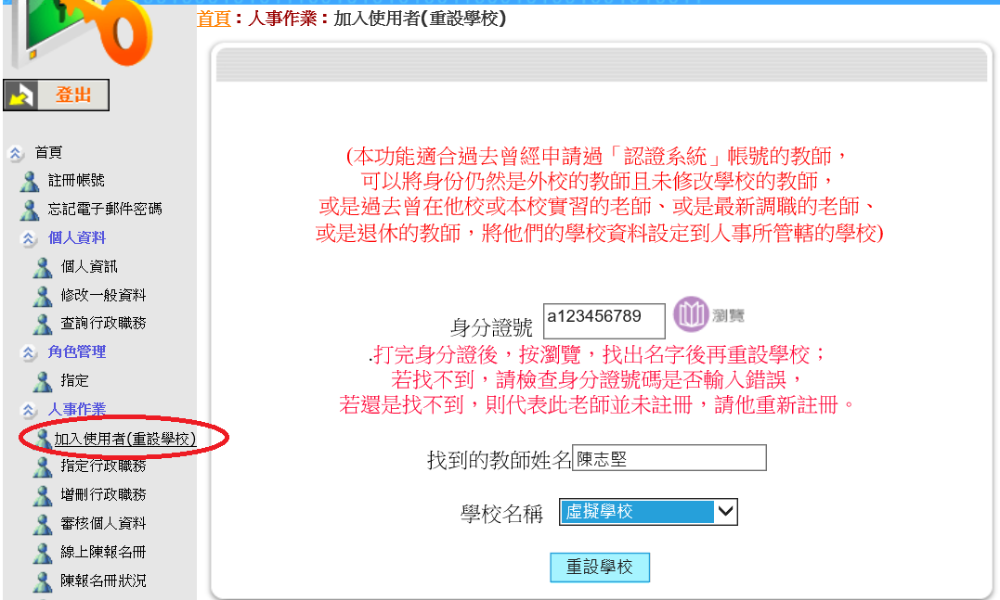 首頁：人事作業：加入使用者(重設學校)
登出
首頁
註冊帳號
忘記電子郵件密碼
個人資料
個人資訊
修改一般資料
查詢行政職務
角色管理
指定
人事作業
加入使用者(重設學校)
指定行政職務
增刪行政職務
審核個人資料
線上陳報名冊
陳報名冊狀況
(本功能適合過去曾經申請過「認證系統」帳號的教師，
可以將身份仍然是外校的教師且未修改學校的教師，
或是過去曾在他校或本校實習的老師、或是最新調職的老師、
或是退休的教師，將他們的學校資料設定到人事所管轄的學校)
身分證號 a123456789 瀏覽
.打完身分證後，按瀏覽，找出名字後再重設學校；
若找不到，請檢查身分證號碼是否輸入錯誤，
若還是找不到，則代表此老師並未註冊，請他重新註冊。
找到的教師姓名 陳志堅
學校名稱 虛擬學校
重設學校